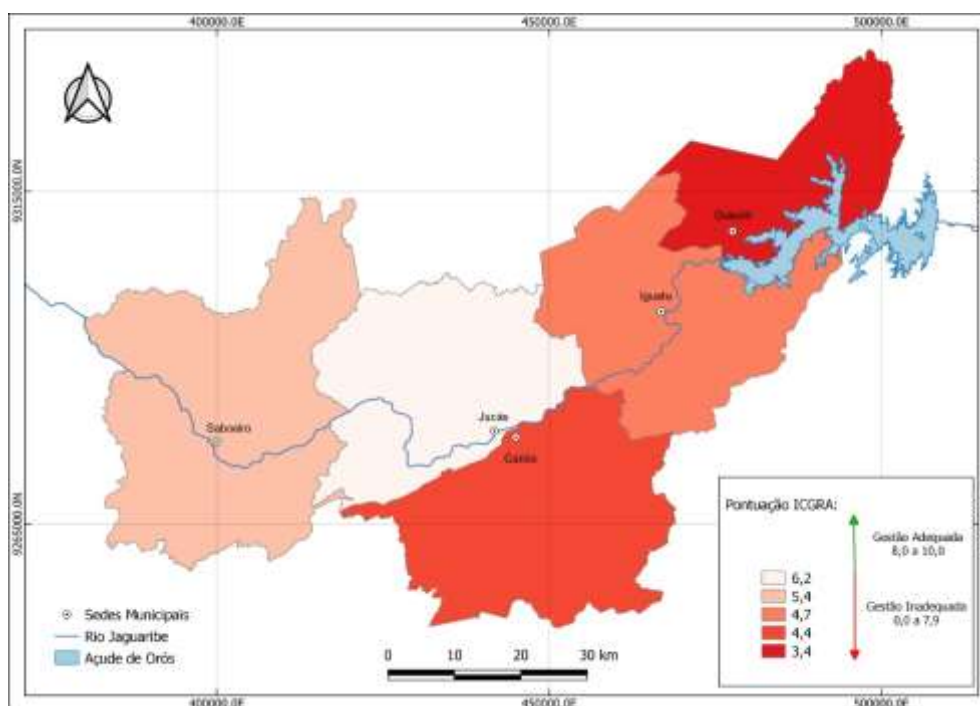 400000.0E 450000.0E 500000.0E
9315000.0N
Iguatu
Jucás
Saboeiro
9265000.0N
Pontuação ICGRA:
Gestão Adequada
8,0 a 10,0
6,2
5,4
4,7
4,4
3,4
Gestão Inadequada
0,0 a 7,9
Sedes Municipais
Rio Jaguaribe
Açude de Orós
0 10 20 30 km
400000.0E 450000.0E 500000.0E